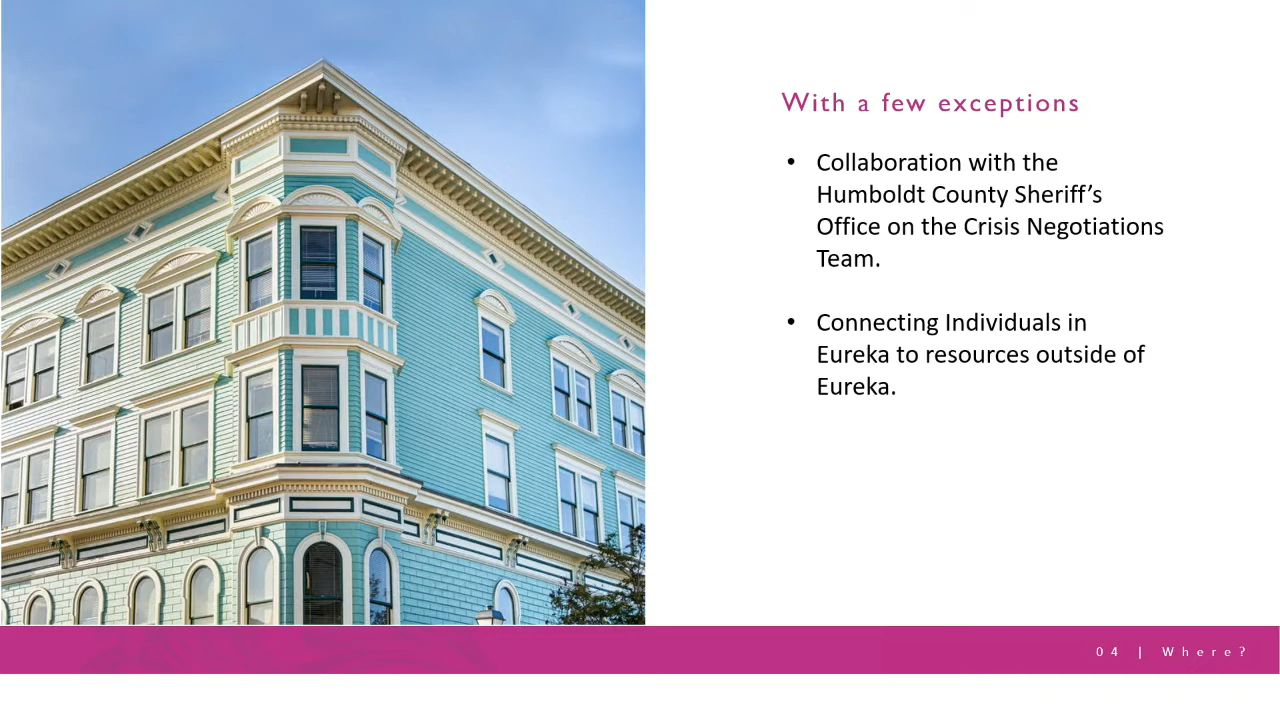 With a few exceptions
• Collaboration with the
Humboldt County Sheriff’s
Office on the Crisis Negotiations
Team.
• Connecting Individuals in
Eureka to resources outside of
Eureka.
04 | Where?